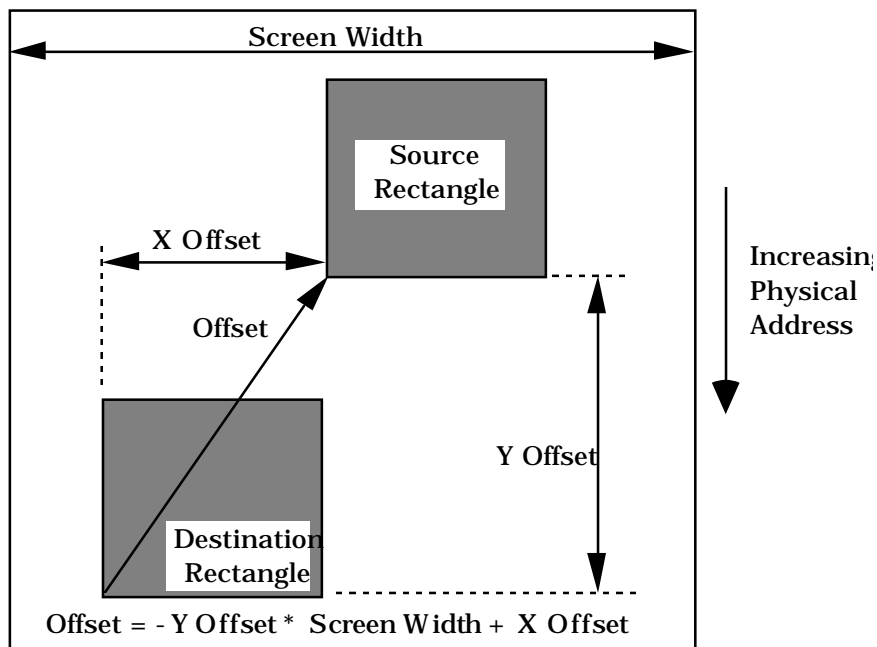 Screen Width
Source
Rectangle
X Offset
Increasing
Physical
Address
Offset
Y Offset
Destination
Rectangle
Offset = - Y Offset * Screen Width + X Offset